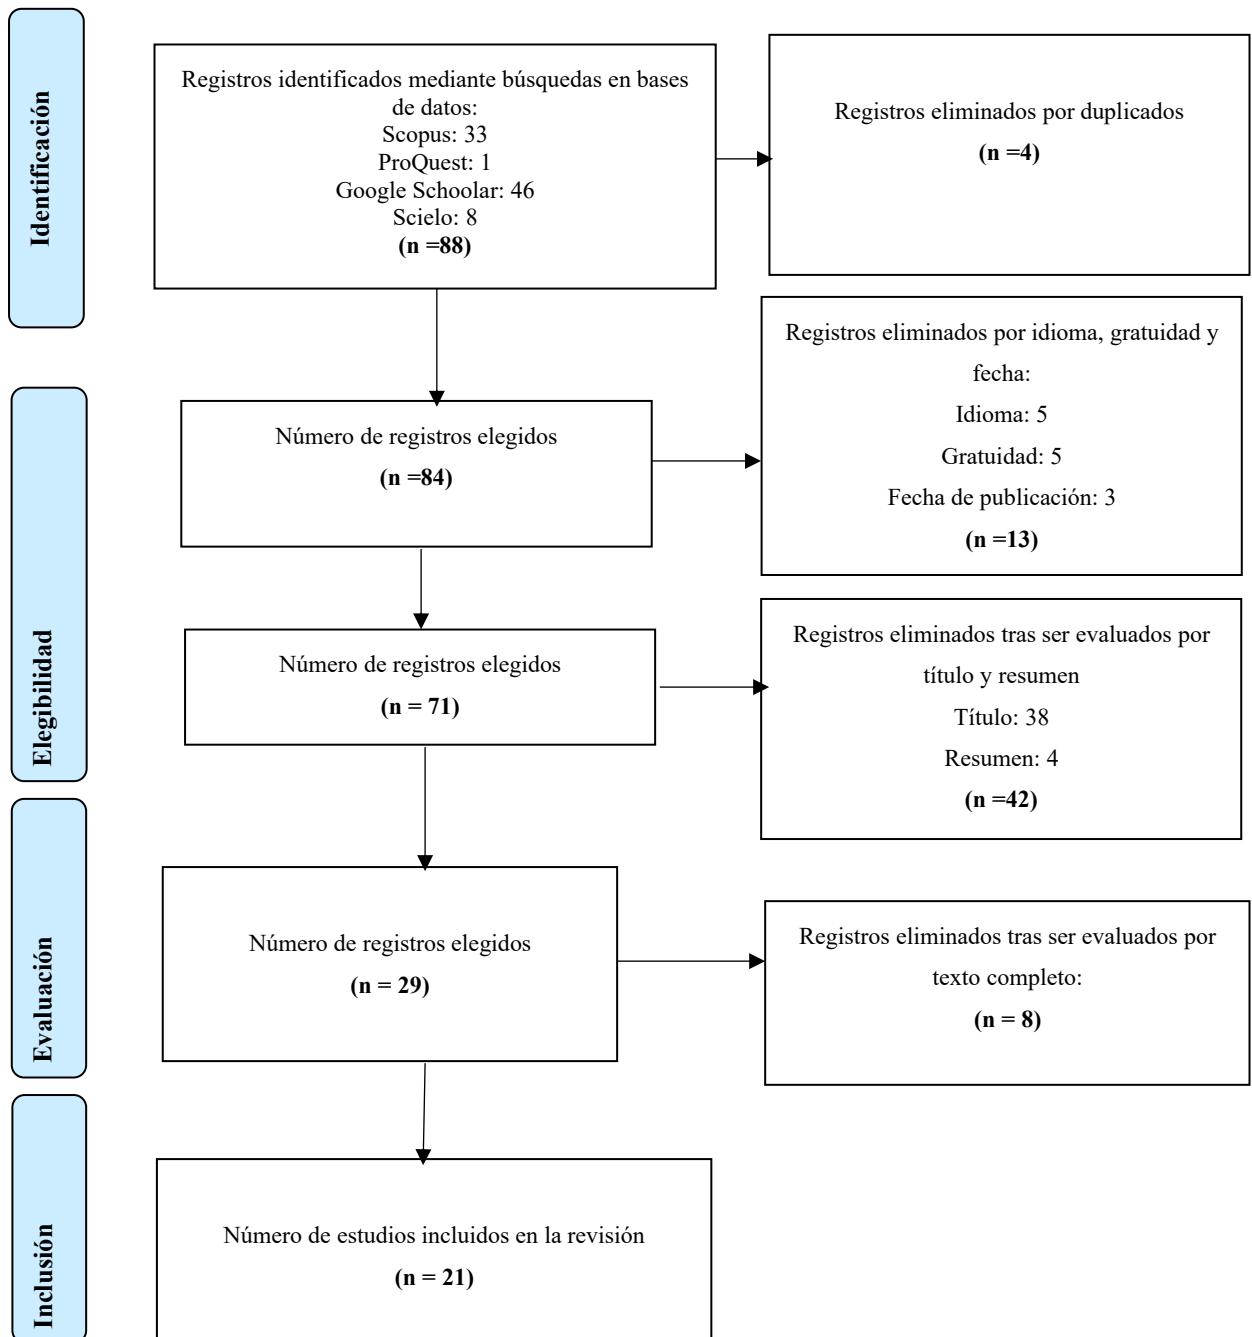 Identificación
Registros identificados mediante búsquedas en bases
de datos:
Scopus: 33
ProQuest: 1
Google Schoolar: 46
Scielo: 8
(n =88)
Registros eliminados por duplicados
(n =4)
Elegibilidad
Número de registros elegidos
(n =84)
Registros eliminados por idioma, gratuidad y
fecha:
Idioma: 5
Gratuidad: 5
Fecha de publicación: 3
(n =13)
Número de registros elegidos
(n = 71)
Registros eliminados tras ser evaluados por
título y resumen
Título: 38
Resumen: 4
(n =42)
Evaluación
Número de registros elegidos
(n = 29)
Registros eliminados tras ser evaluados por
texto completo:
(n = 8)
Inclusión
Número de estudios incluidos en la revisión
(n = 21)